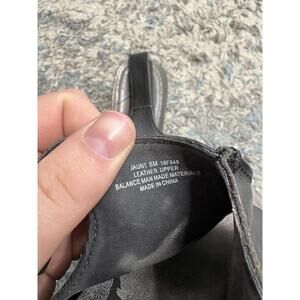 JAUNT 8M 18F848
LEATHER UPPER
BALANCE MAN MADE MATERIALS
MADE IN CHINA